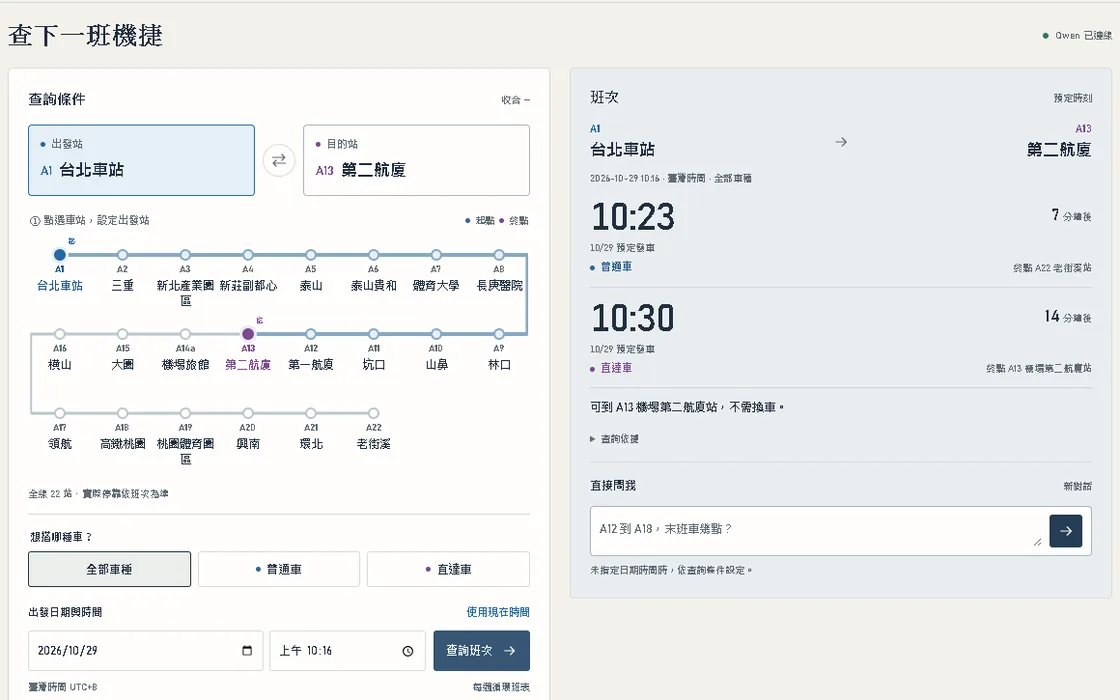 查下一班機捷
Qwen 已連線
查詢條件
收合 −
出發站
A1 台北車站
⇄
目的站
A13 第二航廈
點選車站，設定出發站
起點 終點
起
A1 A2 A3 A4 A5 A6 A7 A8
台北車站 三重 新北產業園區 新莊副都心 泰山 泰山貴和 體育大學 長庚醫院
迄
A16 A15 A14a A13 A12 A11 A10 A9
橫山 大園 機場旅館 第二航廈 第一航廈 坑口 山鼻 林口
A17 A18 A19 A20 A21 A22
領航 高鐵桃園 桃園體育園區 興南 環北 老街溪
全線 22 站 · 實際停靠依班次為準
想搭哪種車？
全部車種
普通車
直達車
出發日期與時間
使用現在時間
2026/10/29
上午 10:16
查詢班次 →
臺灣時間 UTC+8
每週循環班表
班次
預定時刻
A1
台北車站
→
A13
第二航廈
2026-10-29 10:16 · 臺灣時間 · 全部車種
10:23
7 分鐘後
10/29 預定發車
普通車
終點 A22 老街溪站
10:30
14 分鐘後
10/29 預定發車
直達車
終點 A13 機場第二航廈站
可到 A13 機場第二航廈站，不需換車。
查詢依據
直接問我
新對話
A12 到 A18，末班車幾點？
→
未指定日期時間時，依查詢條件設定。